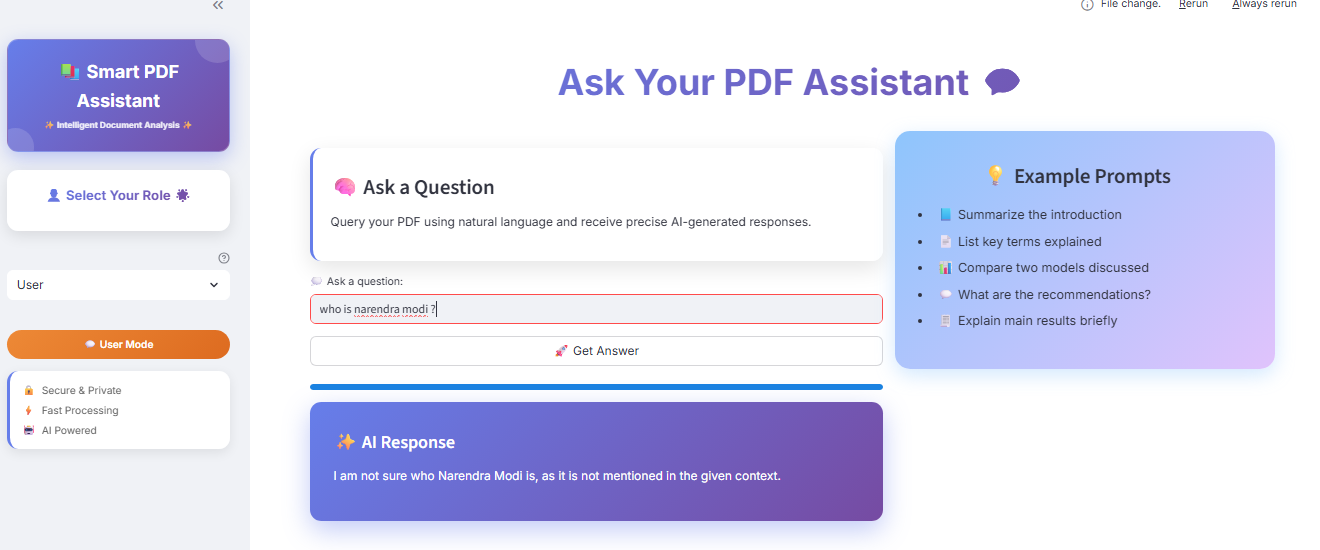 «
File change. Rerun Always rerun
📚 Smart PDF
Assistant
✨ Intelligent Document Analysis ✨
👤 Select Your Role 🌟
User
💬 User Mode
🔒 Secure & Private
⚡ Fast Processing
🤖 AI Powered
Ask Your PDF Assistant 💬
🧠 Ask a Question
Query your PDF using natural language and receive precise AI-generated responses.
💭 Ask a question:
who is narendra modi ?
🚀 Get Answer
✨ AI Response
I am not sure who Narendra Modi is, as it is not mentioned in the given context.
💡 Example Prompts
• 📘 Summarize the introduction
• 📄 List key terms explained
• 📊 Compare two models discussed
• 💬 What are the recommendations?
• 🧾 Explain main results briefly